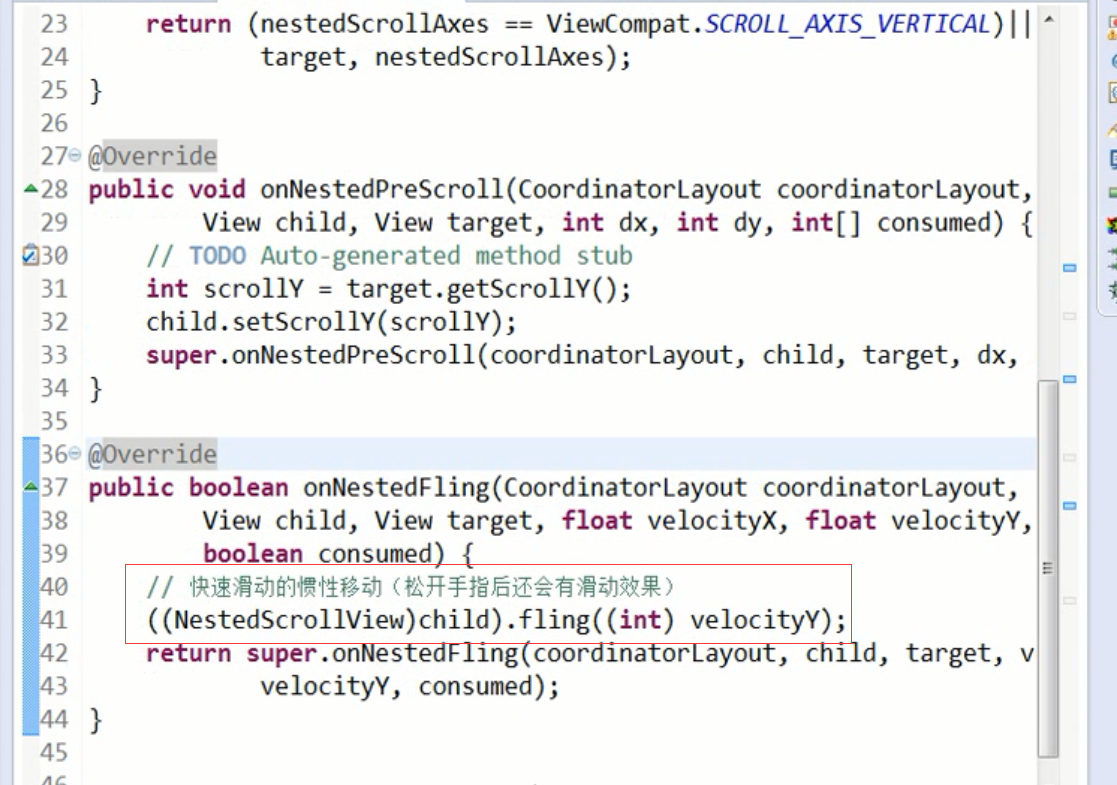 23 return (nestedScrollAxes == ViewCompat.SCROLL_AXIS_VERTICAL)||
24 target, nestedScrollAxes);
25 }
26
27 @Override
28 public void onNestedPreScroll(CoordinatorLayout coordinatorLayout,
29 View child, View target, int dx, int dy, int[] consumed) {
30 // TODO Auto-generated method stub
31 int scrollY = target.getScrollY();
32 child.setScrollY(scrollY);
33 super.onNestedPreScroll(coordinatorLayout, child, target, dx,
34 }
35
36 @Override
37 public boolean onNestedFling(CoordinatorLayout coordinatorLayout,
38 View child, View target, float velocityX, float velocityY,
39 boolean consumed) {
40 // 快速滑动的惯性移动（松开手指后还会有滑动效果）
41 ((NestedScrollView)child).fling((int) velocityY);
42 return super.onNestedFling(coordinatorLayout, child, target, v
43 velocityY, consumed);
44 }
45
46